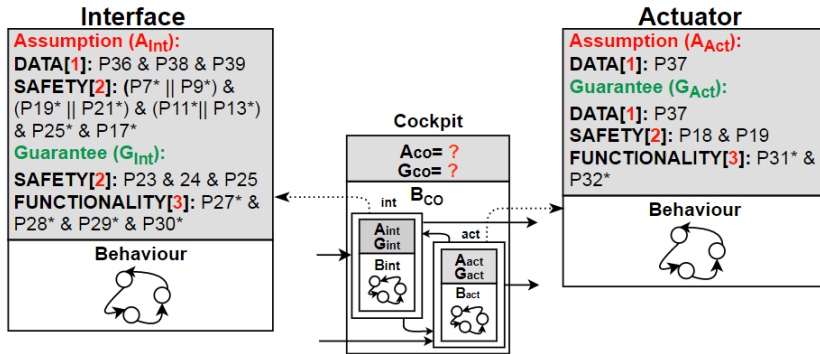 Interface
Assumption (AInt):
DATA[1]: P36 & P38 & P39
SAFETY[2]: (P7* || P9*) &
(P19* || P21*) & (P11*|| P13*)
& P25* & P17*
Guarantee (GInt):
SAFETY[2]: P23 & 24 & P25
FUNCTIONALITY[3]: P27* &
P28* & P29* & P30*
Behaviour
Cockpit
Aco= ?
Gco= ?
BCO
int
Aint
Gint
Bint
act
Aact
Gact
Bact
Actuator
Assumption (AAct):
DATA[1]: P37
Guarantee (GAct):
DATA[1]: P37
SAFETY[2]: P18 & P19
FUNCTIONALITY[3]: P31* &
P32*
Behaviour